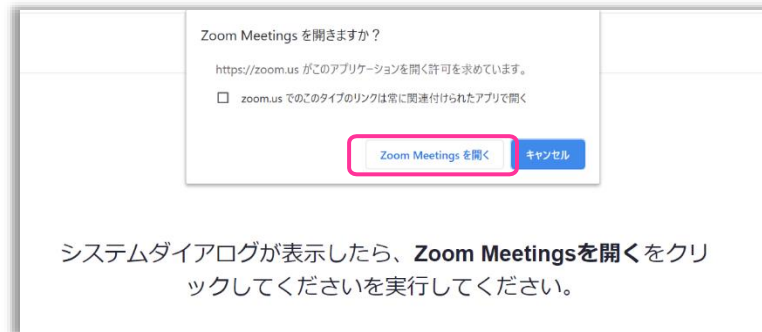 Zoom Meetings を開きますか？
https://zoom.us がこのアプリケーションを開く許可を求めています。
zoom.us でのこのタイプのリンクは常に関連付けられたアプリで開く
Zoom Meetings を開く キャンセル
システムダイアログが表示したら、Zoom Meetingsを開くをクリ
ックしてくださいを実行してください。